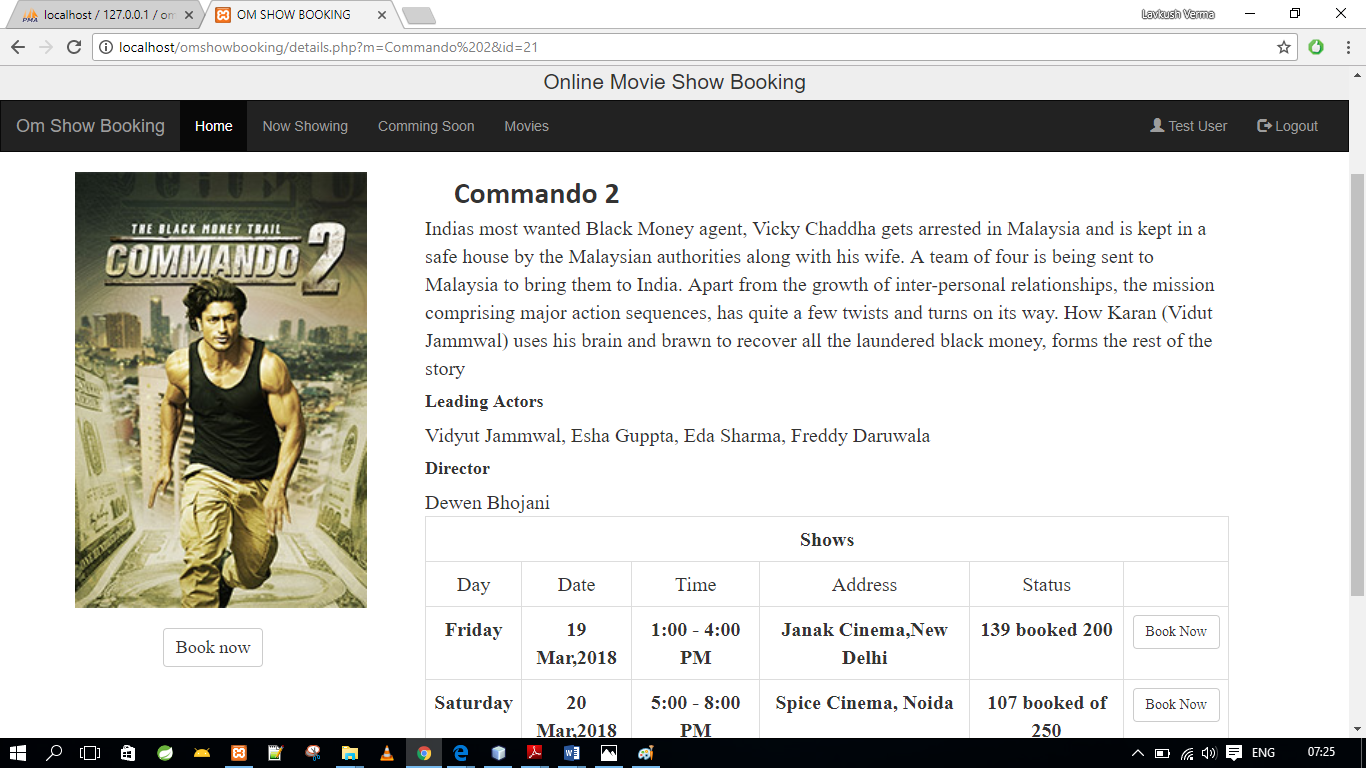 localhost / 127.0.0.1 / om
OM SHOW BOOKING
Lavkush Verma
localhost/omshowbooking/details.php?m=Commando%202&id=21
Online Movie Show Booking
Om Show Booking Home Now Showing Comming Soon Movies Test User Logout
THE BLACK MONEY TRAIL
COMMANDO 2
Book now
Commando 2
Indias most wanted Black Money agent, Vicky Chaddha gets arrested in Malaysia and is kept in a
safe house by the Malaysian authorities along with his wife. A team of four is being sent to
Malaysia to bring them to India. Apart from the growth of inter-personal relationships, the mission
comprising major action sequences, has quite a few twists and turns on its way. How Karan (Vidut
Jammwal) uses his brain and brawn to recover all the laundered black money, forms the rest of the
story
Leading Actors
Vidyut Jammwal, Esha Guppta, Eda Sharma, Freddy Daruwala
Director
Dewen Bhojani
Shows
Day Date Time Address Status
Friday 19 1:00 - 4:00 Janak Cinema,New 139 booked 200 Book Now
Mar,2018 PM Delhi
Saturday 20 5:00 - 8:00 Spice Cinema, Noida 107 booked of Book Now
Mar,2018 PM 250
ENG 07:25